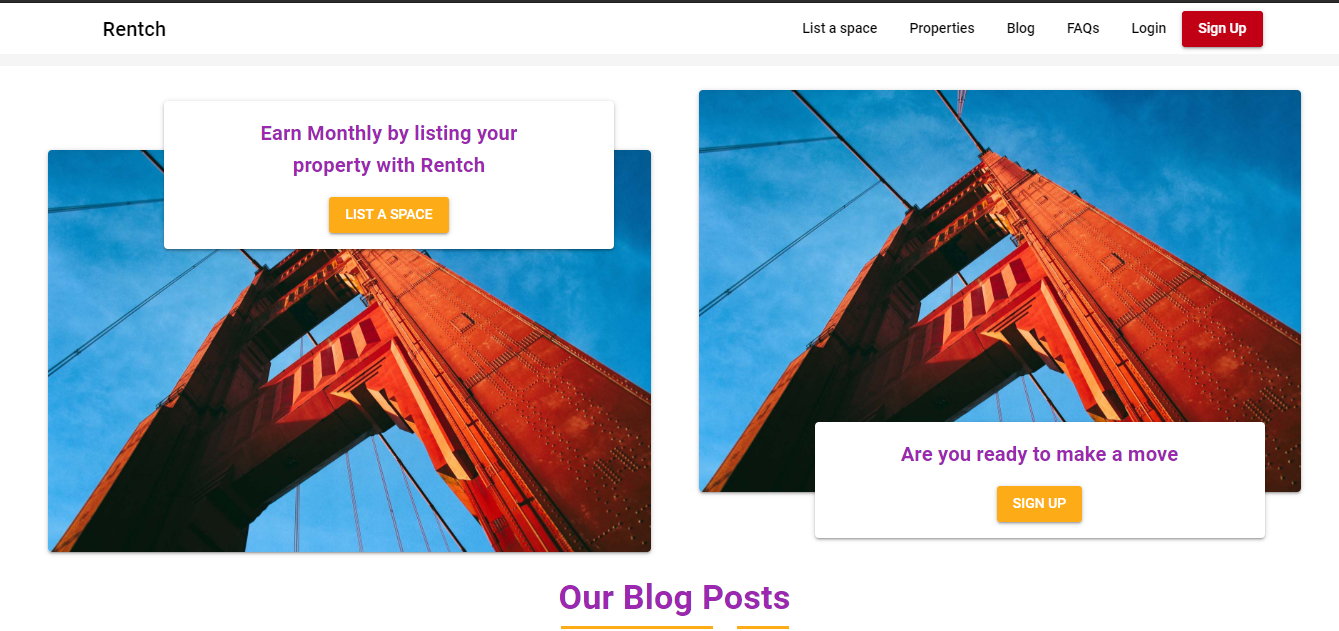 Rentch
List a space
Properties
Blog
FAQs
Login
Sign Up
Earn Monthly by listing your
property with Rentch
LIST A SPACE
Are you ready to make a move
SIGN UP
Our Blog Posts